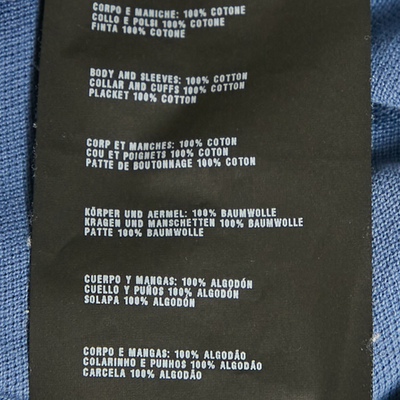 CORPO E MANICHE: 100% COTONE
COLLO E POLSI 100% COTONE
FINTA 100% COTONE
BODY AND SLEEVES: 100% COTTON
COLLAR AND CUFFS 100% COTTON
PLACKET 100% COTTON
CORP ET MANCHES: 100% COTON
COU ET POIGNETS 100% COTON
PATTE DE BOUTONNAGE 100% COTON
KÖRPER UND AERMEL: 100% BAUMWOLLE
KRAGEN UND MANSCHETTEN 100% BAUMWOLLE
PATTE 100% BAUMWOLLE
CUERPO Y MANGAS: 100% ALGODÓN
CUELLO Y PUÑOS 100% ALGODÓN
SOLAPA 100% ALGODÓN
CORPO E MANGAS: 100% ALGODÃO
COLARINHO E PUNHOS 100% ALGODÃO
CARCELA 100% ALGODÃO